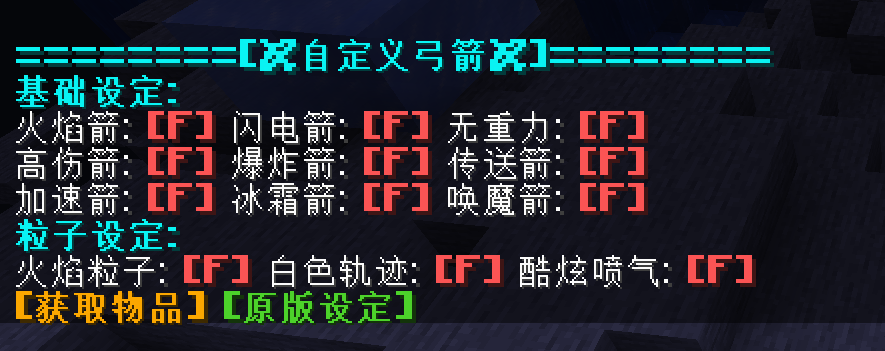 ========[🏹自定义弓箭🏹]========
基础设定:
火焰箭: [F] 闪电箭: [F] 无重力: [F]
高伤箭: [F] 爆炸箭: [F] 传送箭: [F]
加速箭: [F] 冰霜箭: [F] 唤魔箭: [F]
粒子设定:
火焰粒子: [F] 白色轨迹: [F] 酷炫喷气: [F]
[获取物品] [原版设定]